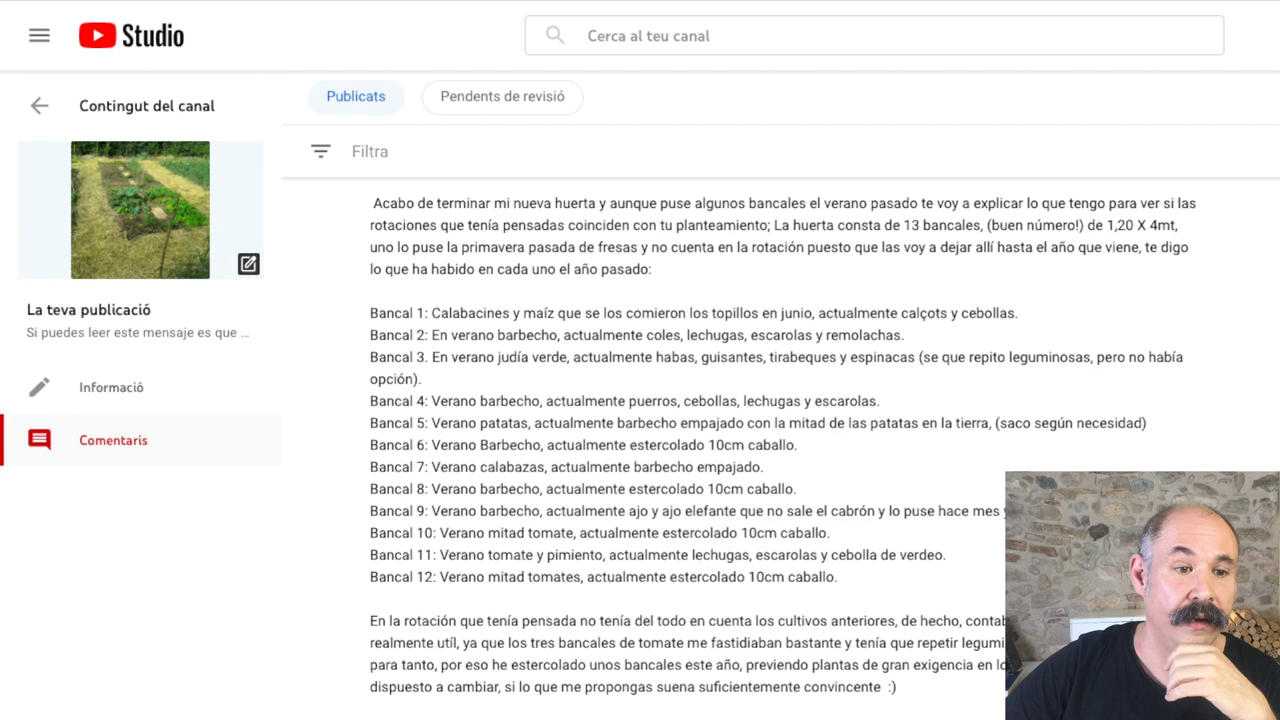 Studio
Cerca al teu canal
Contingut del canal
La teva publicació
Si puedes leer este mensaje es que ...
Informació
Comentaris
Publicats
Pendents de revisió
Filtra
Acabo de terminar mi nueva huerta y aunque puse algunos bancales el verano pasado te voy a explicar lo que tengo para ver si las
rotaciones que tenía pensadas coinciden con tu planteamiento; La huerta consta de 13 bancales, (buen número!) de 1,20 X 4mt,
uno lo puse la primavera pasada de fresas y no cuenta en la rotación puesto que las voy a dejar allí hasta el año que viene, te digo
lo que ha habido en cada uno el año pasado:
Bancal 1: Calabacines y maíz que se los comieron los topillos en junio, actualmente calçots y cebollas.
Bancal 2: En verano barbecho, actualmente coles, lechugas, escarolas y remolachas.
Bancal 3. En verano judía verde, actualmente habas, guisantes, tirabeques y espinacas (se que repito leguminosas, pero no había
opción).
Bancal 4: Verano barbecho, actualmente puerros, cebollas, lechugas y escarolas.
Bancal 5: Verano patatas, actualmente barbecho empajado con la mitad de las patatas en la tierra, (saco según necesidad)
Bancal 6: Verano Barbecho, actualmente estercolado 10cm caballo.
Bancal 7: Verano calabazas, actualmente barbecho empajado.
Bancal 8: Verano barbecho, actualmente estercolado 10cm caballo.
Bancal 9: Verano barbecho, actualmente ajo y ajo elefante que no sale el cabrón y lo puse hace mes
Bancal 10: Verano mitad tomate, actualmente estercolado 10cm caballo.
Bancal 11: Verano tomate y pimiento, actualmente lechugas, escarolas y cebolla de verdeo.
Bancal 12: Verano mitad tomates, actualmente estercolado 10cm caballo.
En la rotación que tenía pensada no tenía del todo en cuenta los cultivos anteriores, de hecho,
realmente utíl, ya que los tres bancales de tomate me fastidiaban bastante y tenía que repetir
para tanto, por eso he estercolado unos bancales este año, previendo plantas de gran exigencia en
dispuesto a cambiar, si lo que me propongas suena suficientemente convincente :)